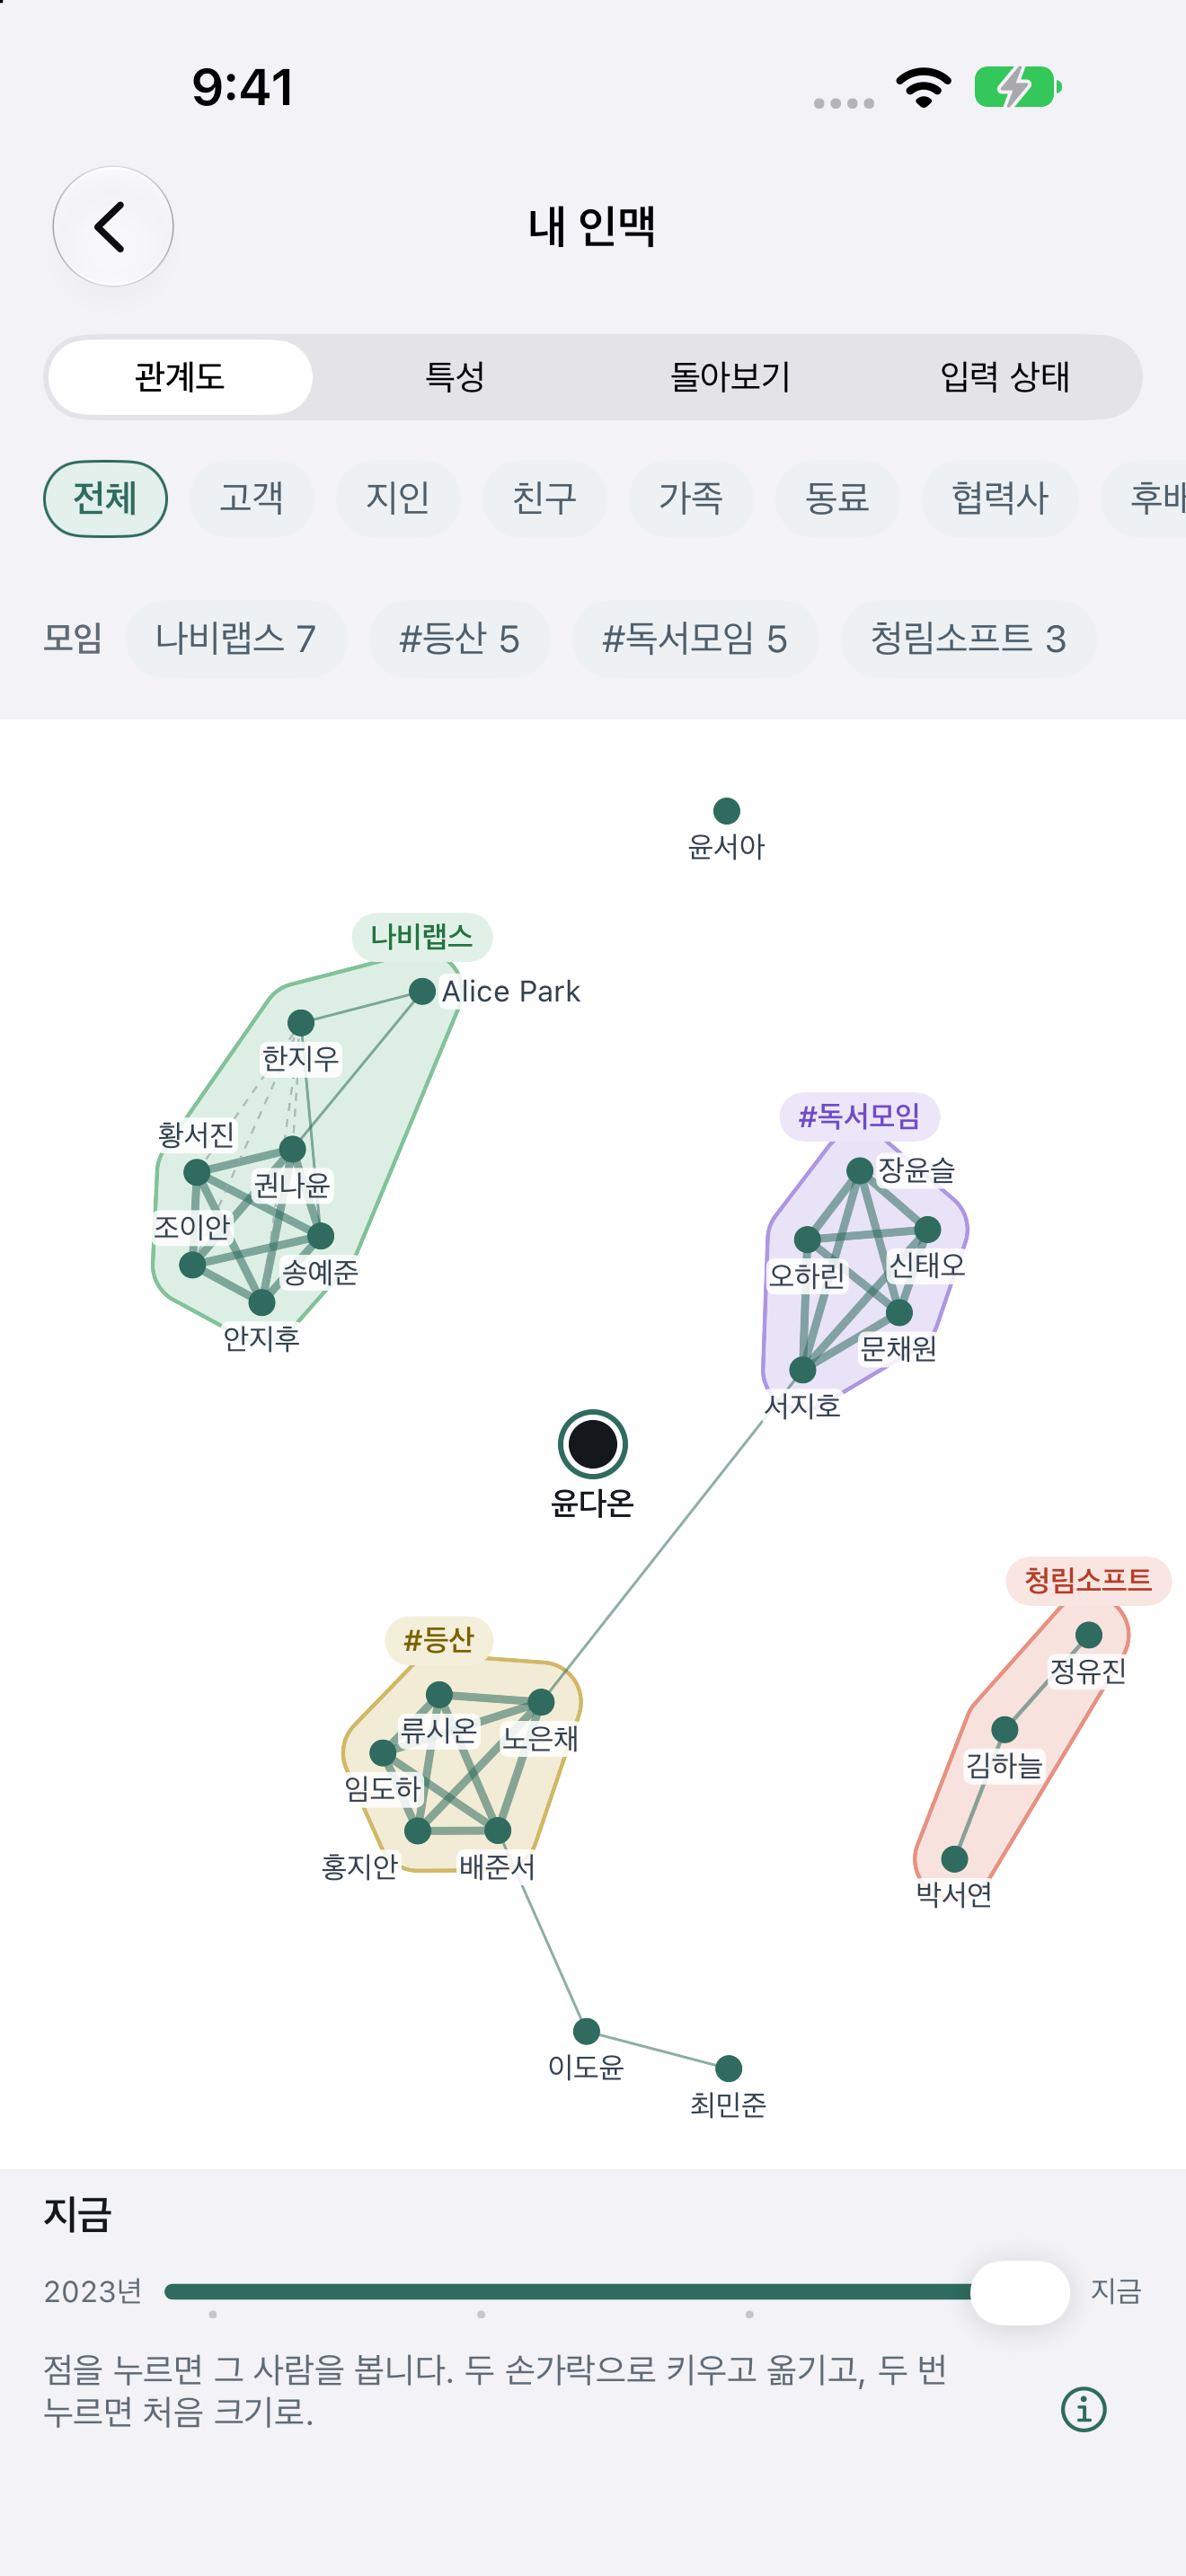 9:41
내 인맥
관계도 특성 돌아보기 입력 상태
전체 고객 지인 친구 가족 동료 협력사 후배
모임 나비랩스 7 #등산 5 #독서모임 5 청림소프트 3
윤서아
나비랩스
Alice Park
한지우
#독서모임
황서진
장윤슬
권나윤
조이안
신태오
송예준
오하린
안지후
문채원
서지호
윤다온
청림소프트
#등산
정유진
류시온
노은채
김하늘
임도하
홍지안
배준서
박서연
이도윤
최민준
지금
2023년 지금
점을 누르면 그 사람을 봅니다. 두 손가락으로 키우고 옮기고, 두 번
누르면 처음 크기로.